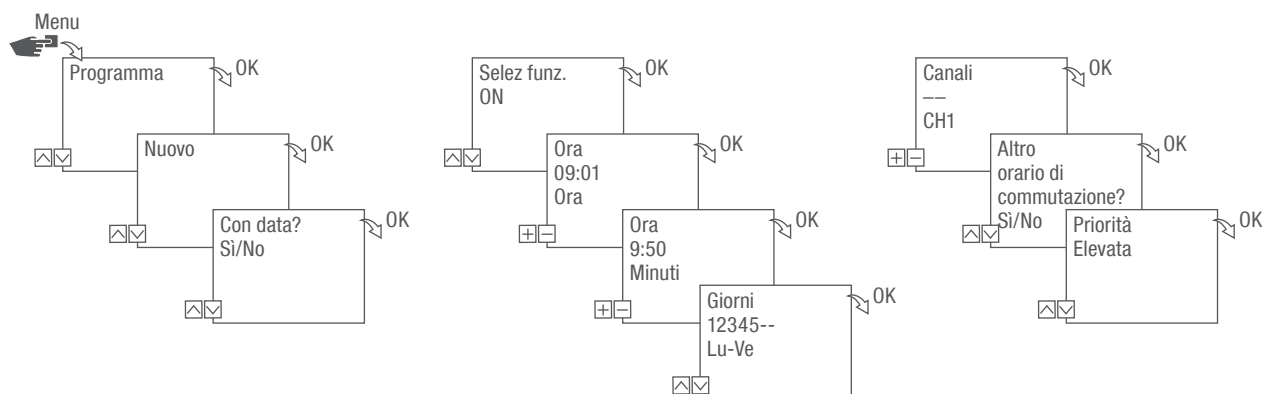 Menu
Programma
OK
Nuovo
OK
Con data?
Sì/No
OK
Selez funz.
ON
OK
Ora
09:01
Ora
OK
Ora
9:50
Minuti
OK
Giorni
12345--
Lu-Ve
OK
Canali
––
CH1
OK
Altro
orario di
commutazione?
Sì/No
OK
Priorità
Elevata
OK